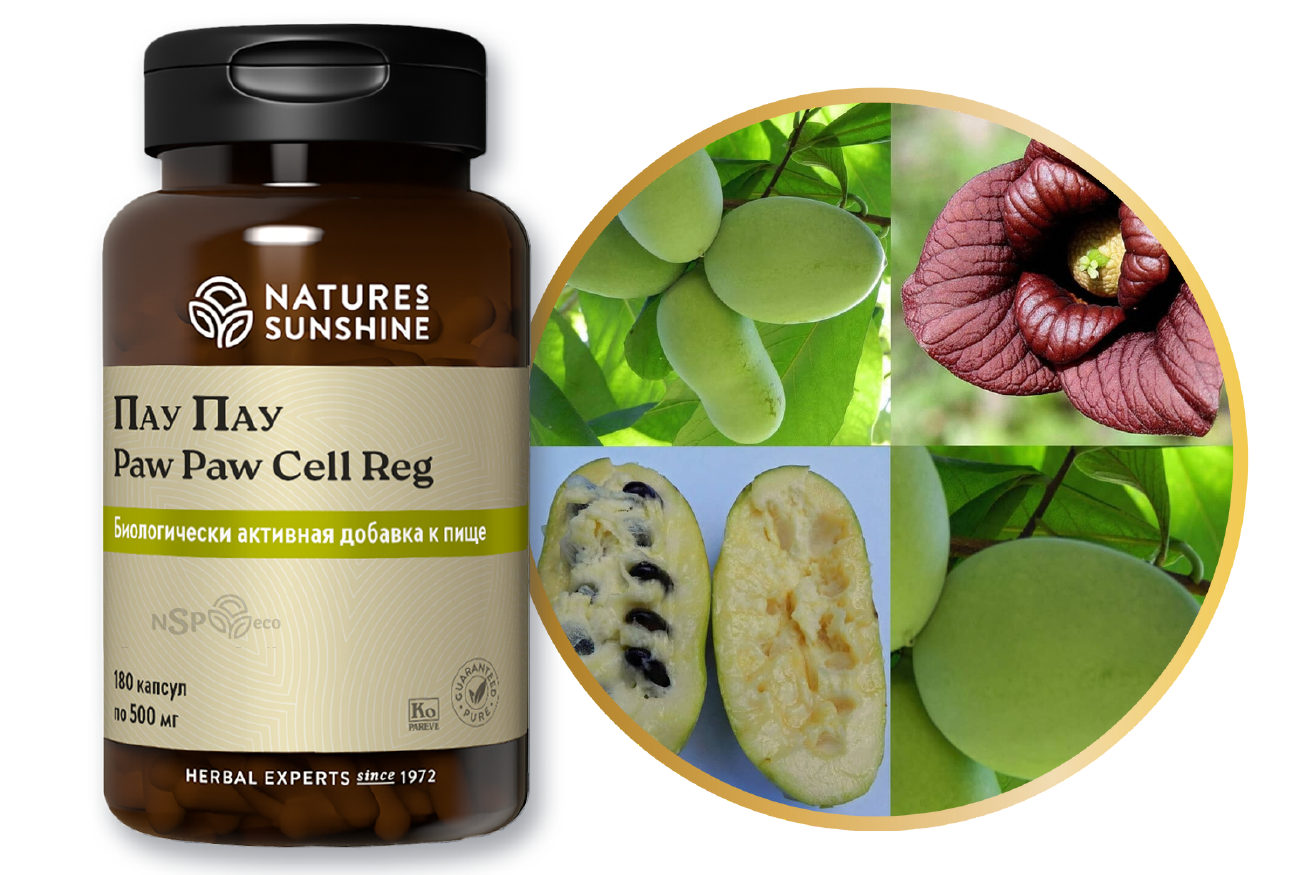 NATURES
SUNSHINE
Пау Пау
Paw Paw Cell Reg
Биологически активная добавка к пище
NSP eco
180 капсул
по 500 мг
Ko
PAREVE
GUARANTEED
PURE
HERBAL EXPERTS since 1972